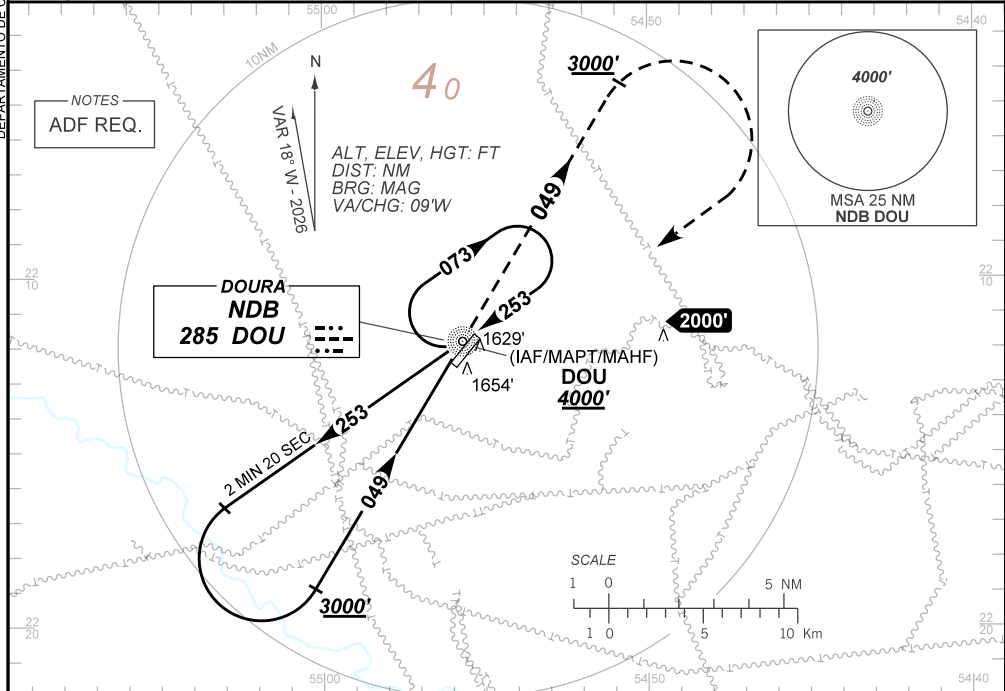 DEPARTAMENTO DE C
55 00
54 50
54 40
10NM
N
VAR 18° W - 2026
4 0
NOTES
ADF REQ.
ALT, ELEV, HGT: FT
DIST: NM
BRG: MAG
VA/CHG: 09'W
3000'
4000'
MSA 25 NM
NDB DOU
049
073
253
22
10
22
10
DOURA
NDB
285 DOU
1629'
(IAF/MAPT/MAHF)
DOU
4000'
1654'
2000'
253
2 MIN 20 SEC
049
3000'
SCALE
1 0 5 NM
1 0 5 10 Km
22
20
22
20
55 00
54 50
54 40